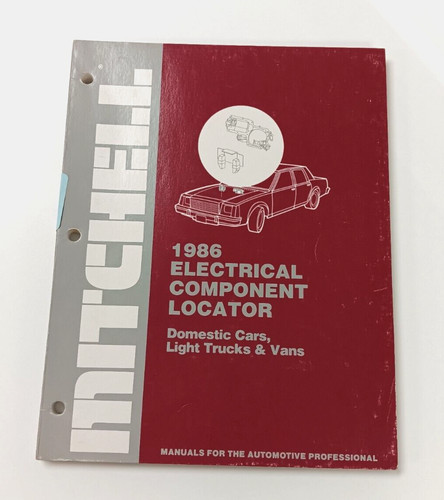 MITCHELL
1986
ELECTRICAL
COMPONENT
LOCATOR
Domestic Cars,
Light Trucks & Vans
MANUALS FOR THE AUTOMOTIVE PROFESSIONAL